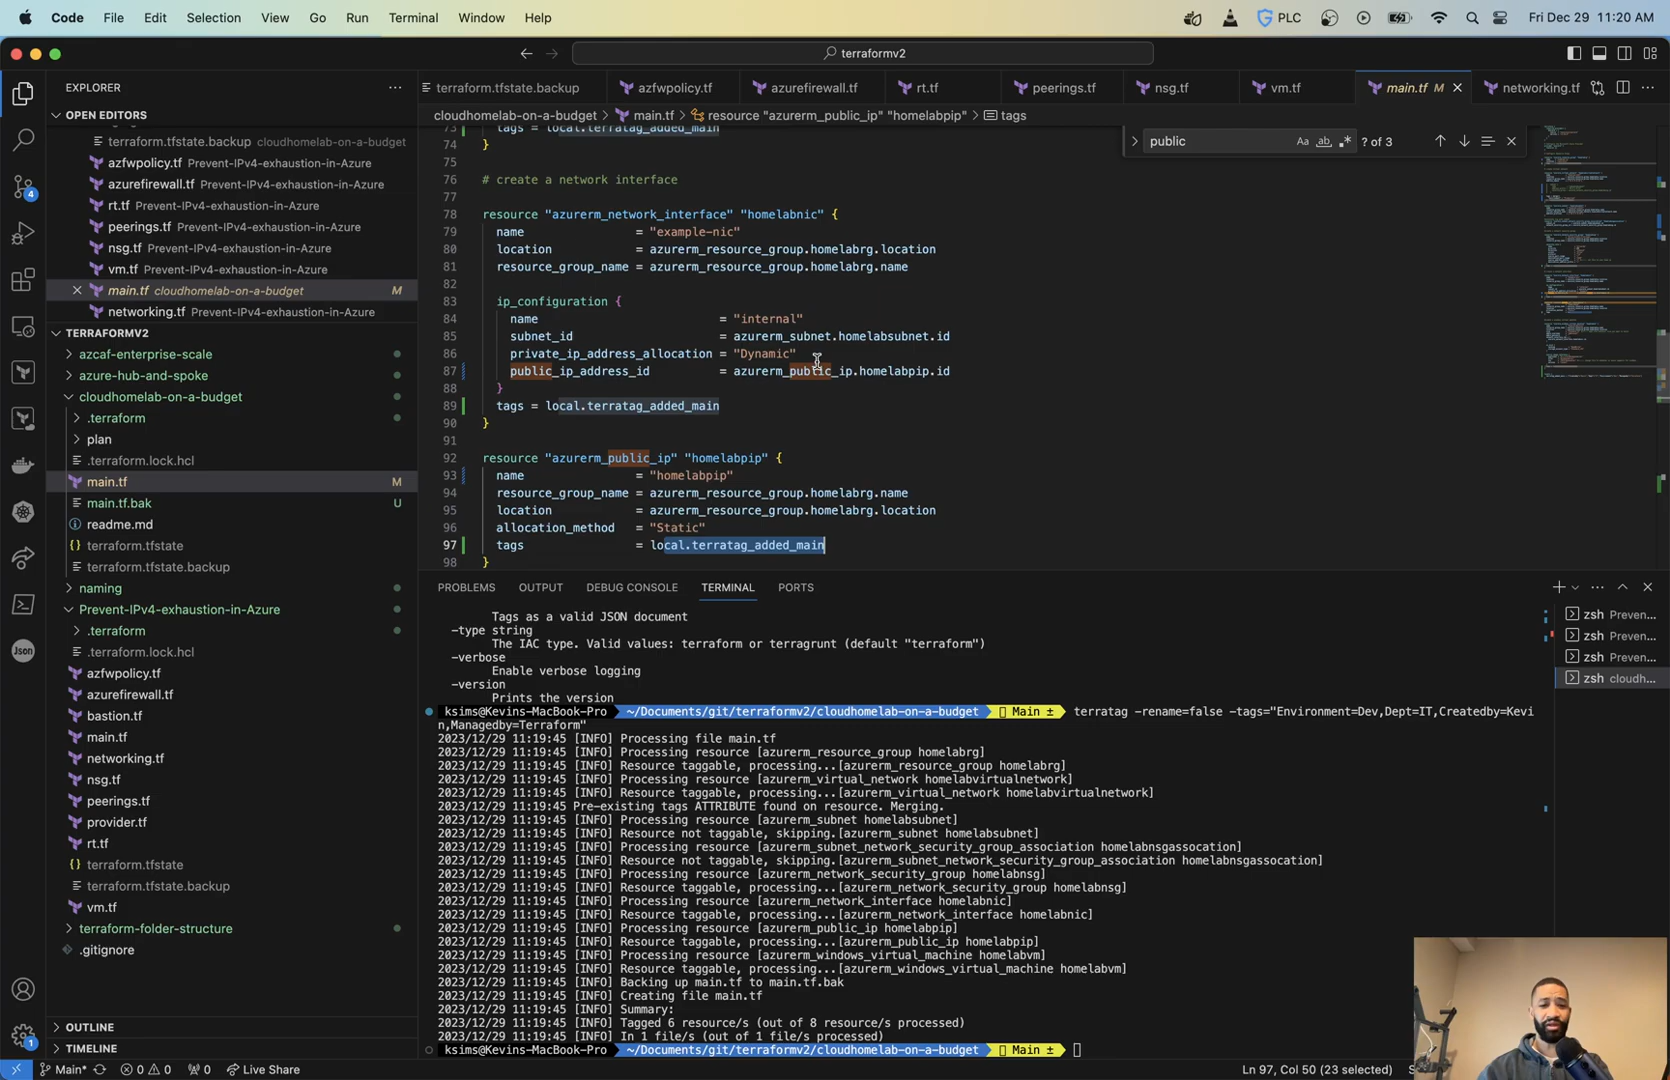 Code File Edit Selection View Go Run Terminal Window Help
PLC
Fri Dec 29 11:20 AM
terraformv2
EXPLORER
OPEN EDITORS
terraform.tfstate.backup cloudhomelab-on-a-budget
azfwpolicy.tf Prevent-IPv4-exhaustion-in-Azure
azurefirewall.tf Prevent-IPv4-exhaustion-in-Azure
rt.tf Prevent-IPv4-exhaustion-in-Azure
peerings.tf Prevent-IPv4-exhaustion-in-Azure
nsg.tf Prevent-IPv4-exhaustion-in-Azure
vm.tf Prevent-IPv4-exhaustion-in-Azure
main.tf cloudhomelab-on-a-budget M
networking.tf Prevent-IPv4-exhaustion-in-Azure
TERRAFORMV2
azcaf-enterprise-scale
azure-hub-and-spoke
cloudhomelab-on-a-budget
.terraform
plan
.terraform.lock.hcl
main.tf M
main.tf.bak U
readme.md
terraform.tfstate
terraform.tfstate.backup
naming
Prevent-IPv4-exhaustion-in-Azure
.terraform
.terraform.lock.hcl
azfwpolicy.tf
azurefirewall.tf
bastion.tf
main.tf
networking.tf
nsg.tf
peerings.tf
provider.tf
rt.tf
terraform.tfstate
terraform.tfstate.backup
vm.tf
terraform-folder-structure
.gitignore
OUTLINE
TIMELINE
4
Json
1
terraform.tfstate.backup azfwpolicy.tf azurefirewall.tf rt.tf peerings.tf nsg.tf vm.tf main.tf M networking.tf
cloudhomelab-on-a-budget > main.tf > resource "azurerm_public_ip" "homelabpip" > tags
public Aa ab ? of 3
73 tags = local.terratag_added_main
74 }
75
76 # create a network interface
77
78 resource "azurerm_network_interface" "homelabnic" {
79 name = "example-nic"
80 location = azurerm_resource_group.homelabrg.location
81 resource_group_name = azurerm_resource_group.homelabrg.name
82
83 ip_configuration {
84 name = "internal"
85 subnet_id = azurerm_subnet.homelabsubnet.id
86 private_ip_address_allocation = "Dynamic"
87 public_ip_address_id = azurerm_public_ip.homelabpip.id
88 }
89 tags = local.terratag_added_main
90 }
91
92 resource "azurerm_public_ip" "homelabpip" {
93 name = "homelabpip"
94 resource_group_name = azurerm_resource_group.homelabrg.name
95 location = azurerm_resource_group.homelabrg.location
96 allocation_method = "Static"
97 tags = local.terratag_added_main
98 }
PROBLEMS OUTPUT DEBUG CONSOLE TERMINAL PORTS
Tags as a valid JSON document
-type string
The IAC type. Valid values: terraform or terragrunt (default "terraform")
-verbose
Enable verbose logging
-version
Prints the version
ksims@Kevins-MacBook-Pro ~/Documents/git/terraformv2/cloudhomelab-on-a-budget Main ± terratag -rename=false -tags="Environment=Dev,Dept=IT,Createdby=Kevi
n,Managedby=Terraform"
2023/12/29 11:19:45 [INFO] Processing file main.tf
2023/12/29 11:19:45 [INFO] Processing resource [azurerm_resource_group homelabrg]
2023/12/29 11:19:45 [INFO] Resource taggable, processing...[azurerm_resource_group homelabrg]
2023/12/29 11:19:45 [INFO] Processing resource [azurerm_virtual_network homelabvirtualnetwork]
2023/12/29 11:19:45 [INFO] Resource taggable, processing...[azurerm_virtual_network homelabvirtualnetwork]
2023/12/29 11:19:45 Pre-existing tags ATTRIBUTE found on resource. Merging.
2023/12/29 11:19:45 [INFO] Processing resource [azurerm_subnet homelabsubnet]
2023/12/29 11:19:45 [INFO] Resource not taggable, skipping.[azurerm_subnet homelabsubnet]
2023/12/29 11:19:45 [INFO] Processing resource [azurerm_subnet_network_security_group_association homelabnsgassocation]
2023/12/29 11:19:45 [INFO] Resource not taggable, skipping.[azurerm_subnet_network_security_group_association homelabnsgassocation]
2023/12/29 11:19:45 [INFO] Processing resource [azurerm_network_security_group homelabnsg]
2023/12/29 11:19:45 [INFO] Resource taggable, processing...[azurerm_network_security_group homelabnsg]
2023/12/29 11:19:45 [INFO] Processing resource [azurerm_network_interface homelabnic]
2023/12/29 11:19:45 [INFO] Resource taggable, processing...[azurerm_network_interface homelabnic]
2023/12/29 11:19:45 [INFO] Processing resource [azurerm_public_ip homelabpip]
2023/12/29 11:19:45 [INFO] Resource taggable, processing...[azurerm_public_ip homelabpip]
2023/12/29 11:19:45 [INFO] Processing resource [azurerm_windows_virtual_machine homelabvm]
2023/12/29 11:19:45 [INFO] Resource taggable, processing...[azurerm_windows_virtual_machine homelabvm]
2023/12/29 11:19:45 [INFO] Backing up main.tf to main.tf.bak
2023/12/29 11:19:45 [INFO] Creating file main.tf
2023/12/29 11:19:45 [INFO] Summary:
2023/12/29 11:19:45 [INFO] Tagged 6 resource/s (out of 8 resource/s processed)
2023/12/29 11:19:45 [INFO] In 1 file/s (out of 1 file/s processed)
ksims@Kevins-MacBook-Pro ~/Documents/git/terraformv2/cloudhomelab-on-a-budget Main ±
zsh Preven...
zsh Preven...
zsh Preven...
zsh cloudh...
Main* 0 0 0 Live Share
Ln 97, Col 50 (23 selected)